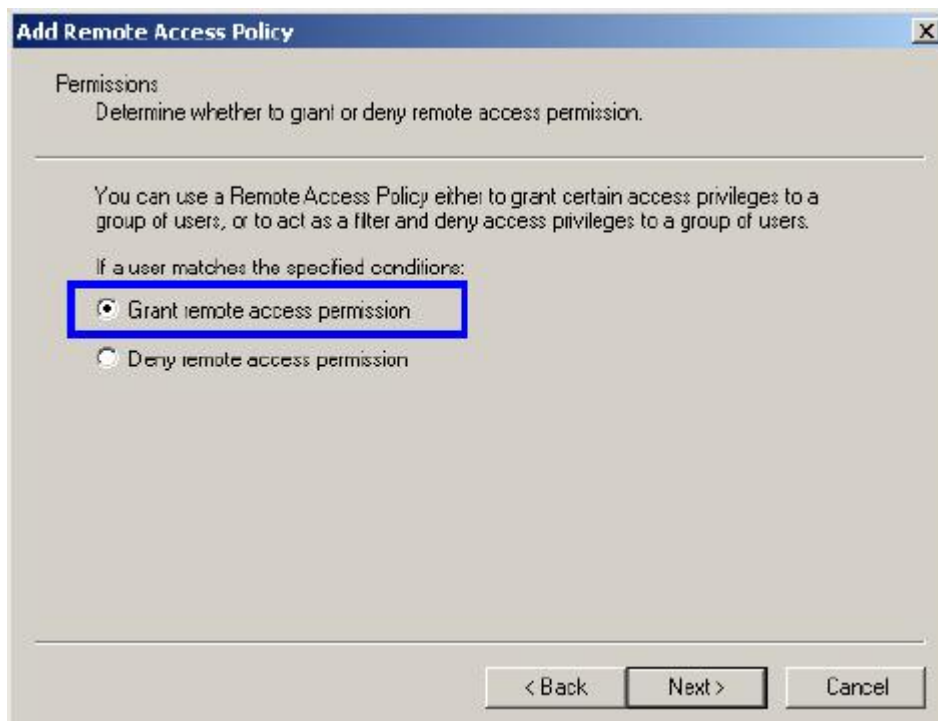 Add Remote Access Policy
Permissions
Determine whether to grant or deny remote access permission.
You can use a Remote Access Policy either to grant certain access privileges to a
group of users, or to act as a filter and deny access privileges to a group of users.
If a user matches the specified conditions:
Grant remote access permission
Deny remote access permission
< Back
Next >
Cancel